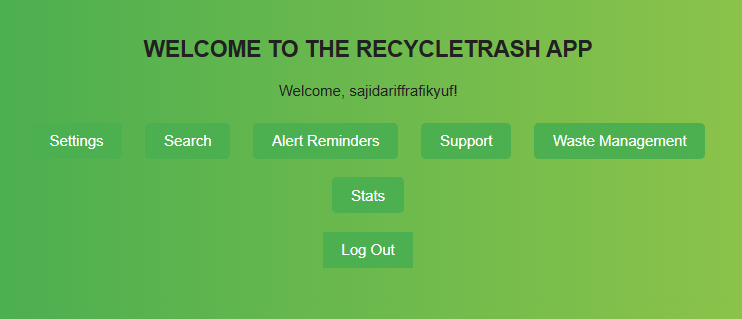 WELCOME TO THE RECYCLETRASH APP
Welcome, sajidariffrafikyuf!
Settings Search Alert Reminders Support Waste Management
Stats
Log Out